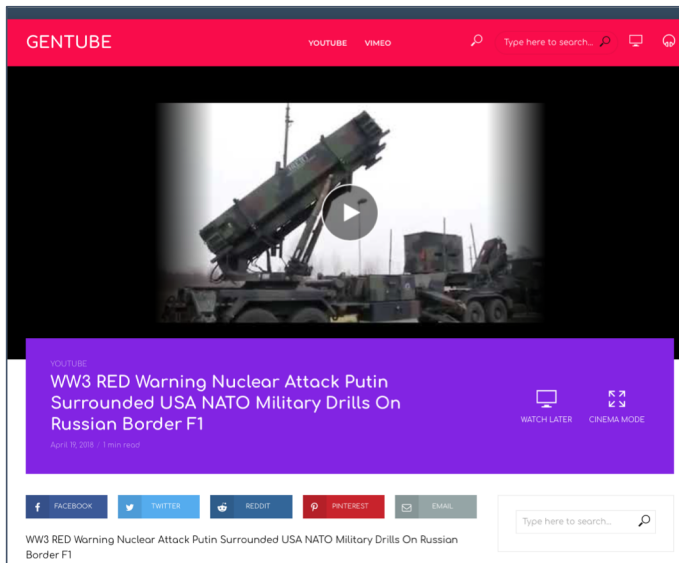 GENTUBE
YOUTUBE VIMEO Type here to search...
YOUTUBE
WW3 RED Warning Nuclear Attack Putin
Surrounded USA NATO Military Drills On
Russian Border F1
April 19, 2018 / 1 min read
WATCH LATER CINEMA MODE
FACEBOOK TWITTER REDDIT PINTEREST EMAIL
Type here to search...
WW3 RED Warning Nuclear Attack Putin Surrounded USA NATO Military Drills On Russian
Border F1